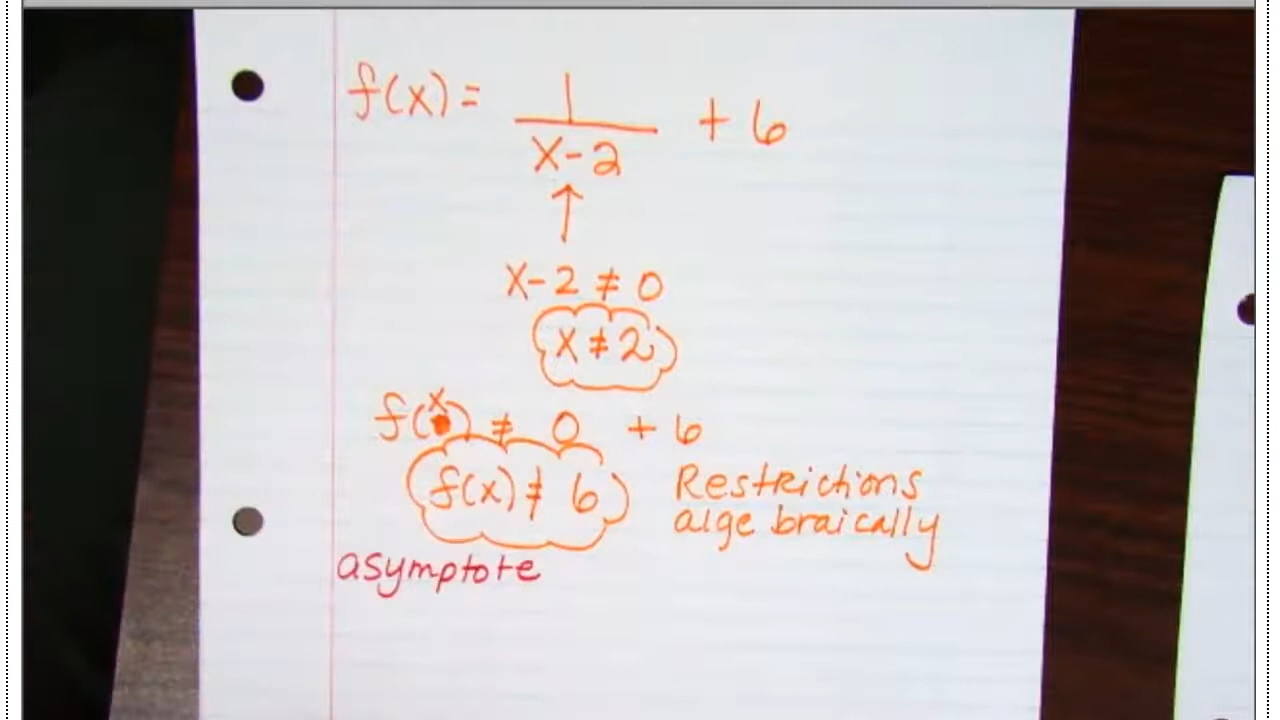 f(x) = 1/(x-2) + 6
↑
x-2 ≠ 0
x ≠ 2
f(x) ≠ 0 + 6
f(x) ≠ 6
Restrictions
algebraically
asymptote